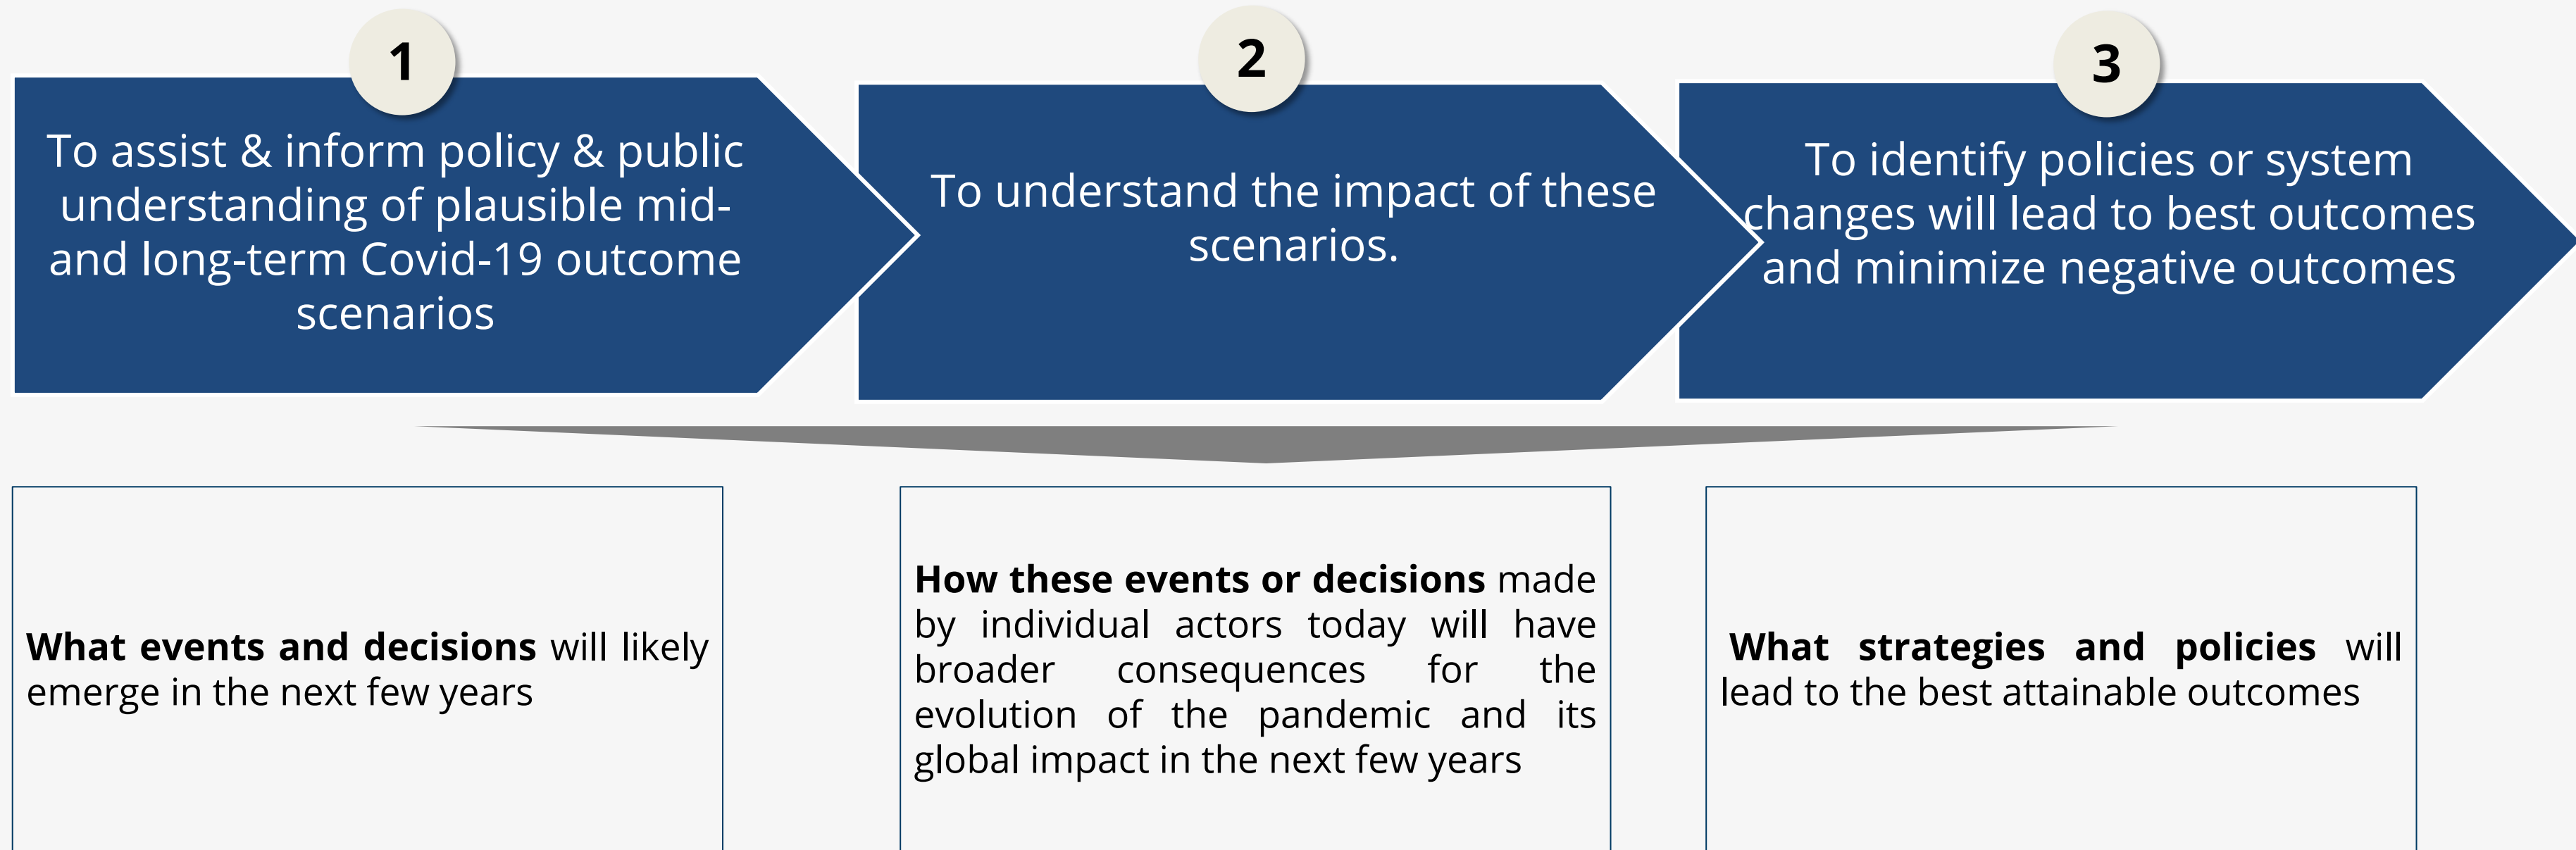 1
To assist & inform policy & public
understanding of plausible mid-
and long-term Covid-19 outcome
scenarios
2
To understand the impact of these
scenarios.
3
To identify policies or system
changes will lead to best outcomes
and minimize negative outcomes
What events and decisions will likely
emerge in the next few years
How these events or decisions made
by individual actors today will have
broader consequences for the
evolution of the pandemic and its
global impact in the next few years
What strategies and policies will
lead to the best attainable outcomes